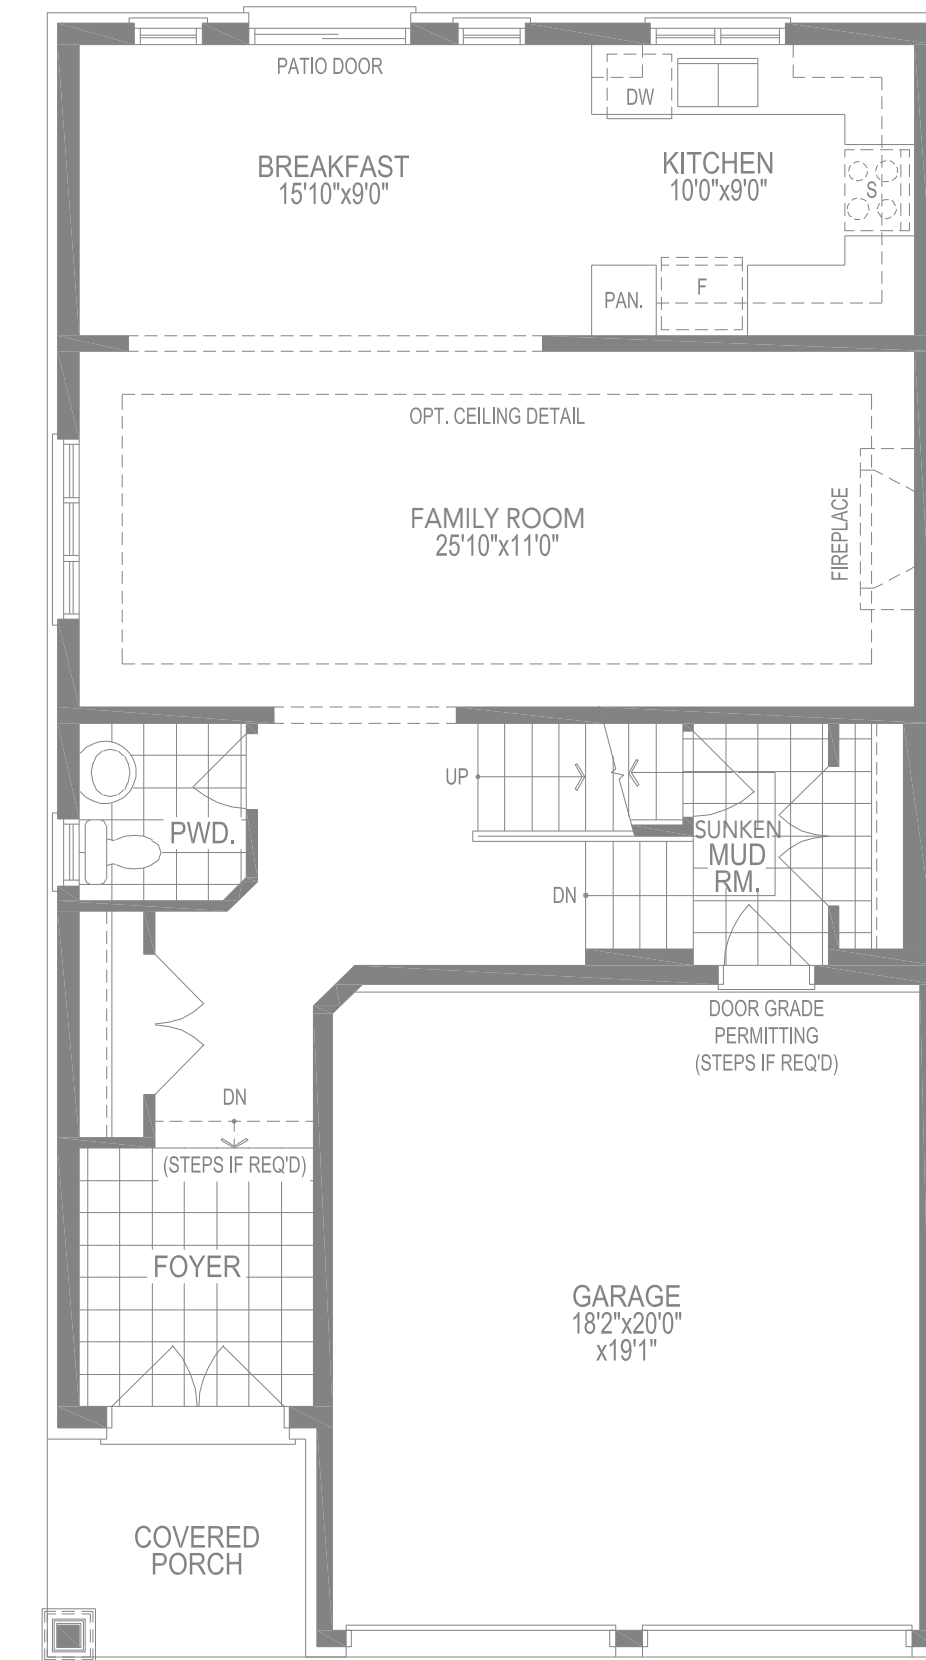 PATIO DOOR
DW
BREAKFAST
15'10"x9'0"
KITCHEN
10'0"x9'0"
S
PAN.
F
OPT. CEILING DETAIL
FAMILY ROOM
25'10"x11'0"
FIREPLACE
UP
PWD.
SUNKEN
MUD
RM.
DN
DOOR GRADE
PERMITTING
(STEPS IF REQ'D)
DN
(STEPS IF REQ'D)
FOYER
GARAGE
18'2"x20'0"
x19'1"
COVERED
PORCH